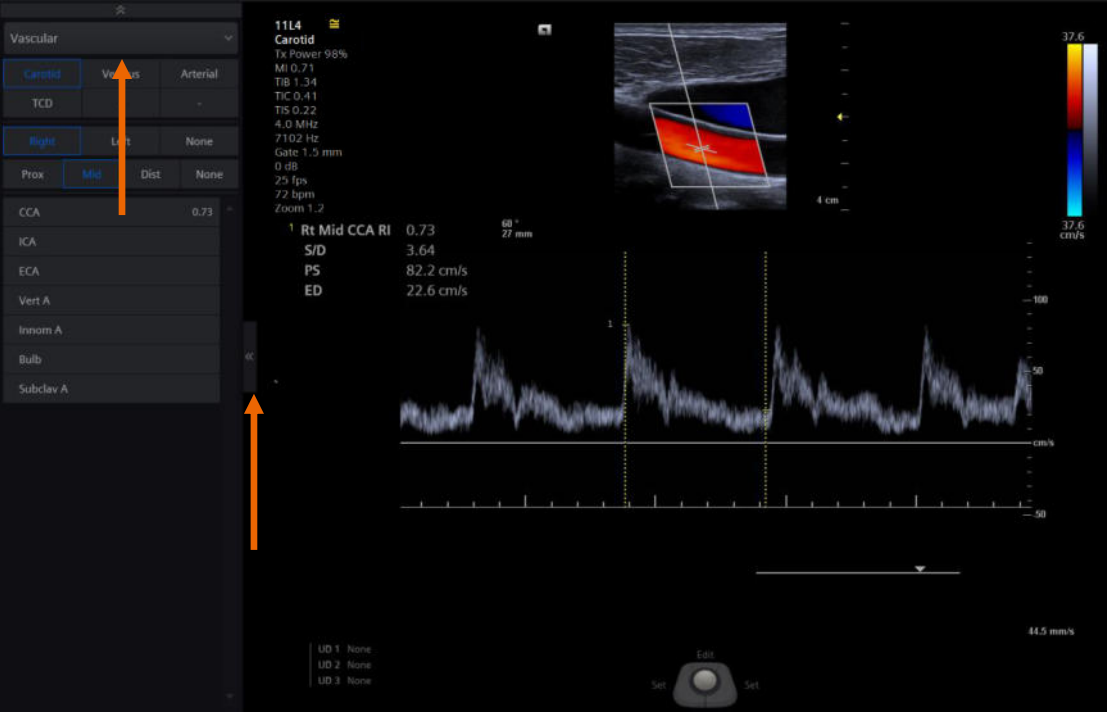 Vascular
Carotid
Arterial
TCD
-
Right
None
Prox Mid Dist None
CCA 0.73
ICA
ECA
Vert A
Innom A
Bulb
Subclav A
11L4
Carotid
Tx Power 98%
MI 0.71
TIB 1.34
TIC 0.41
TIS 0.22
4.0 MHz
7102 Hz
Gate 1.5 mm
0 dB
25 fps
72 bpm
Zoom 1.2
1 Rt Mid CCA RI 0.73
S/D 3.64
PS 82.2 cm/s
ED 22.6 cm/s
60 °
27 mm
4 cm
37.6
37.6
cm/s
1
100
50
cm/s
-50
44.5 mm/s
UD 1 None
UD 2 None
UD 3 None
Edit
Set Set